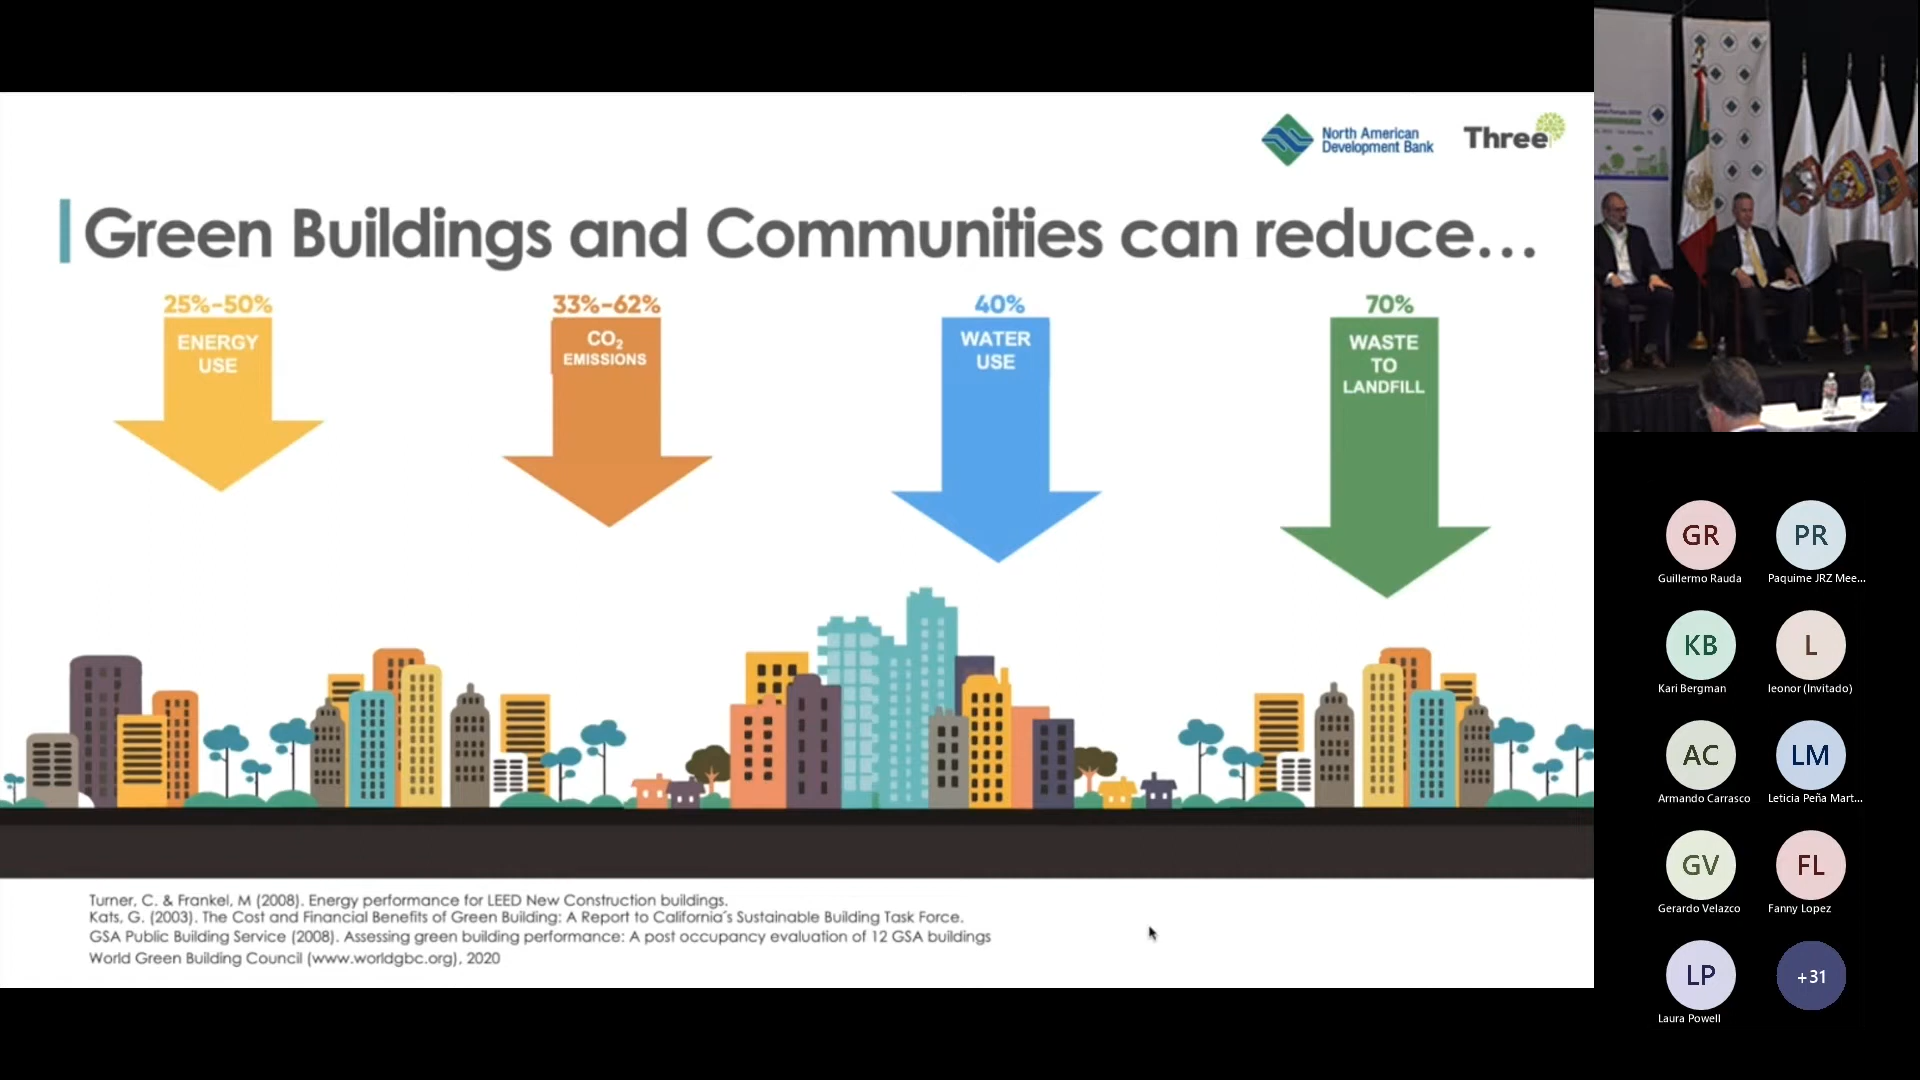 North American
Development Bank
Three
Green Buildings and Communities can reduce...
25%-50%
ENERGY
USE
33%-62%
CO₂
EMISSIONS
40%
WATER
USE
70%
WASTE
TO
LANDFILL
Turner, C. & Frankel, M (2008). Energy performance for LEED New Construction buildings.
Kats, G. (2003). The Cost and Financial Benefits of Green Building: A Report to California´s Sustainable Building Task Force.
GSA Public Building Service (2008). Assessing green building performance: A post occupancy evaluation of 12 GSA buildings
World Green Building Council (www.worldgbc.org), 2020
GR
Guillermo Rauda
PR
Paquime JRZ Mee...
KB
Kari Bergman
L
leonor (Invitado)
AC
Armando Carrasco
LM
Leticia Peña Mart...
GV
Gerardo Velazco
FL
Fanny Lopez
LP
Laura Powell
+31